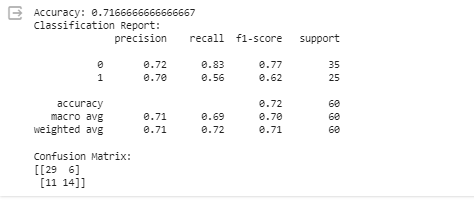 Accuracy: 0.7166666666666667
Classification Report:
              precision    recall  f1-score   support

           0       0.72      0.83      0.77        35
           1       0.70      0.56      0.62        25

    accuracy                           0.72        60
   macro avg       0.71      0.69      0.70        60
weighted avg       0.71      0.72      0.71        60

Confusion Matrix:
[[29  6]
 [11 14]]